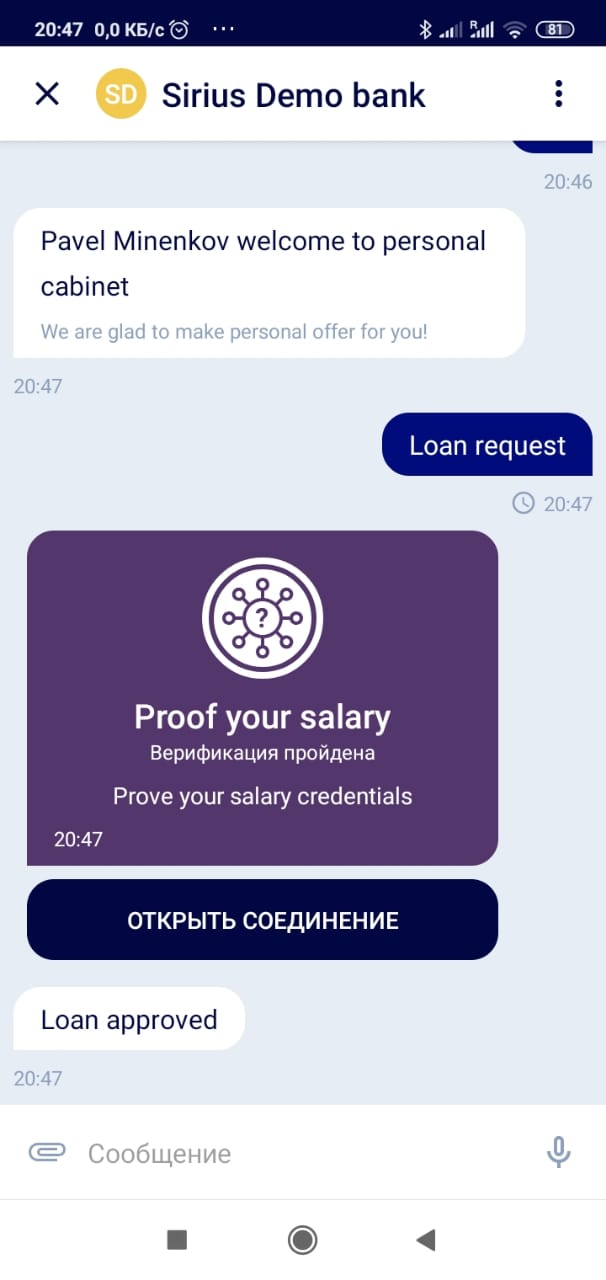 20:47 0,0 КБ/с ...
R 81
SD Sirius Demo bank
20:46
Pavel Minenkov welcome to personal
cabinet
We are glad to make personal offer for you!
20:47
Loan request
20:47
?
Proof your salary
Верификация пройдена
Prove your salary credentials
20:47
ОТКРЫТЬ СОЕДИНЕНИЕ
Loan approved
20:47
Сообщение